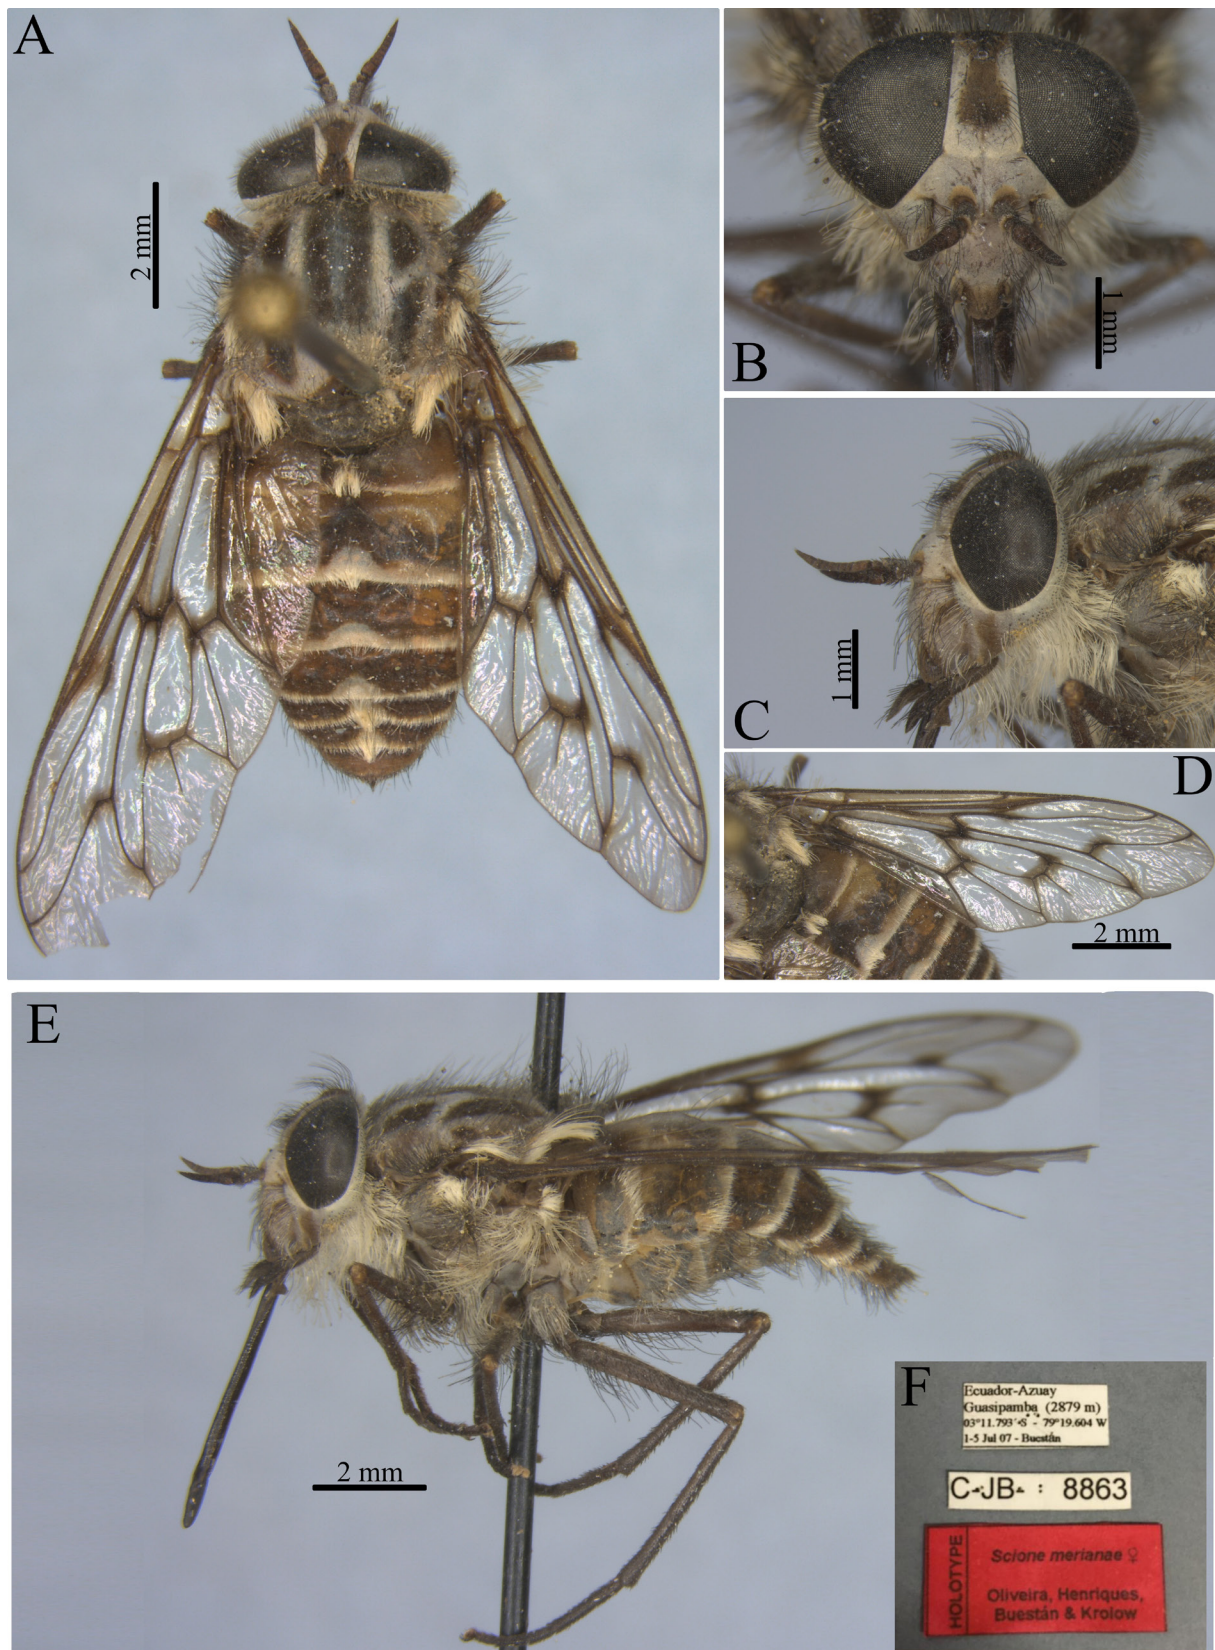 A
2 mm
B
1 mm
C
1 mm
D
2 mm
E
2 mm
F
Ecuador-Azuay
Guasipamba (2879 m)
03°11.793´S - 79°19.604 W
1-5 Jul 07 - Buestán
C-JB- : 8863
HOLOTYPE
Scione merianae ♀
Oliveira, Henriques,
Buestán & Krolow